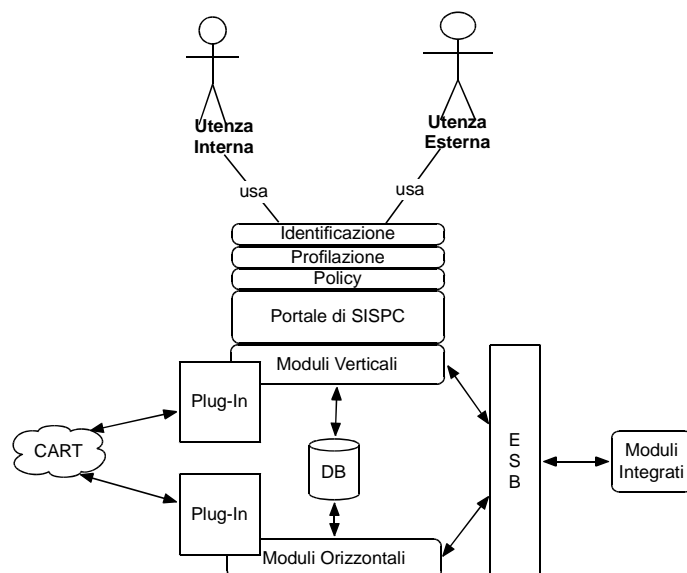 Utenza
Interna
Utenza
Esterna
usa
usa
Identificazione
Profilazione
Policy
Portale di SISPC
Moduli Verticali
Plug-In
CART
DB
E
S
B
Moduli
Integrati
Plug-In
Moduli Orizzontali